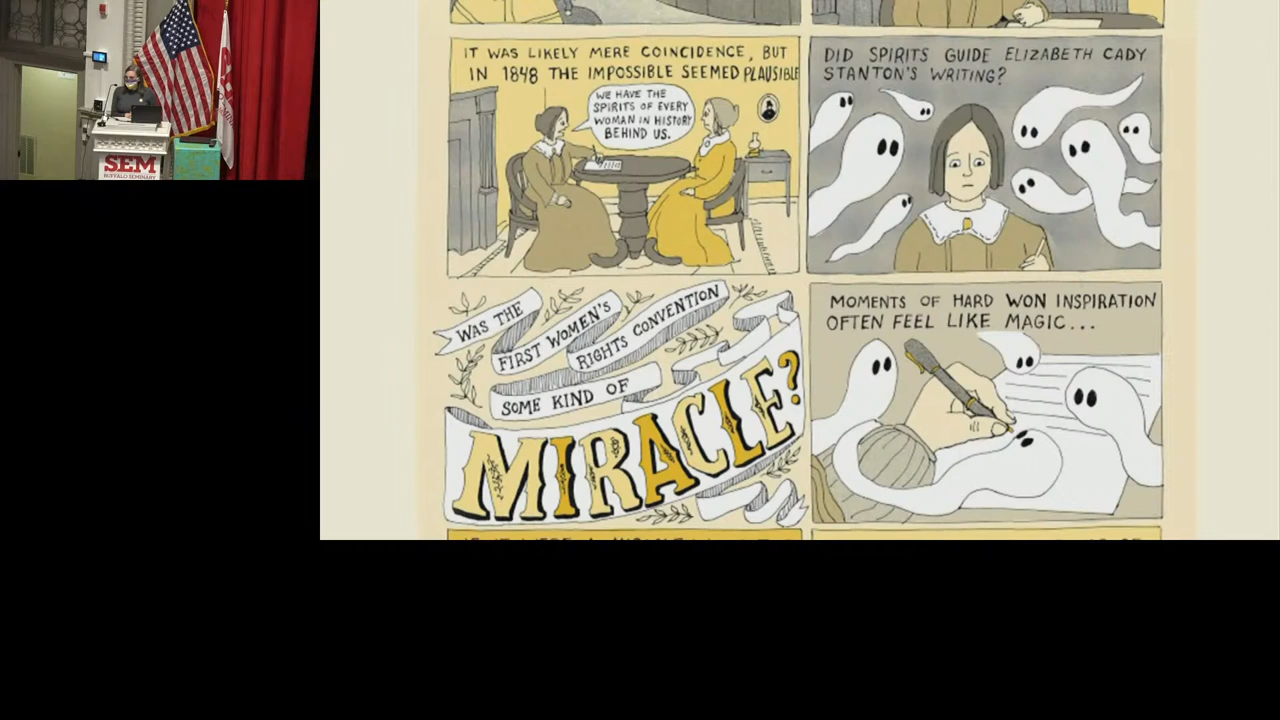 SEM
BUFFALO SEMINARY
IT WAS LIKELY MERE COINCIDENCE, BUT
IN 1848 THE IMPOSSIBLE SEEMED PLAUSIBLE
WE HAVE THE
SPIRITS OF EVERY
WOMAN IN HISTORY
BEHIND US.
DID SPIRITS GUIDE ELIZABETH CADY
STANTON'S WRITING?
WAS THE
FIRST WOMEN'S
RIGHTS CONVENTION
SOME KIND OF
MIRACLE?
MOMENTS OF HARD WON INSPIRATION
OFTEN FEEL LIKE MAGIC...